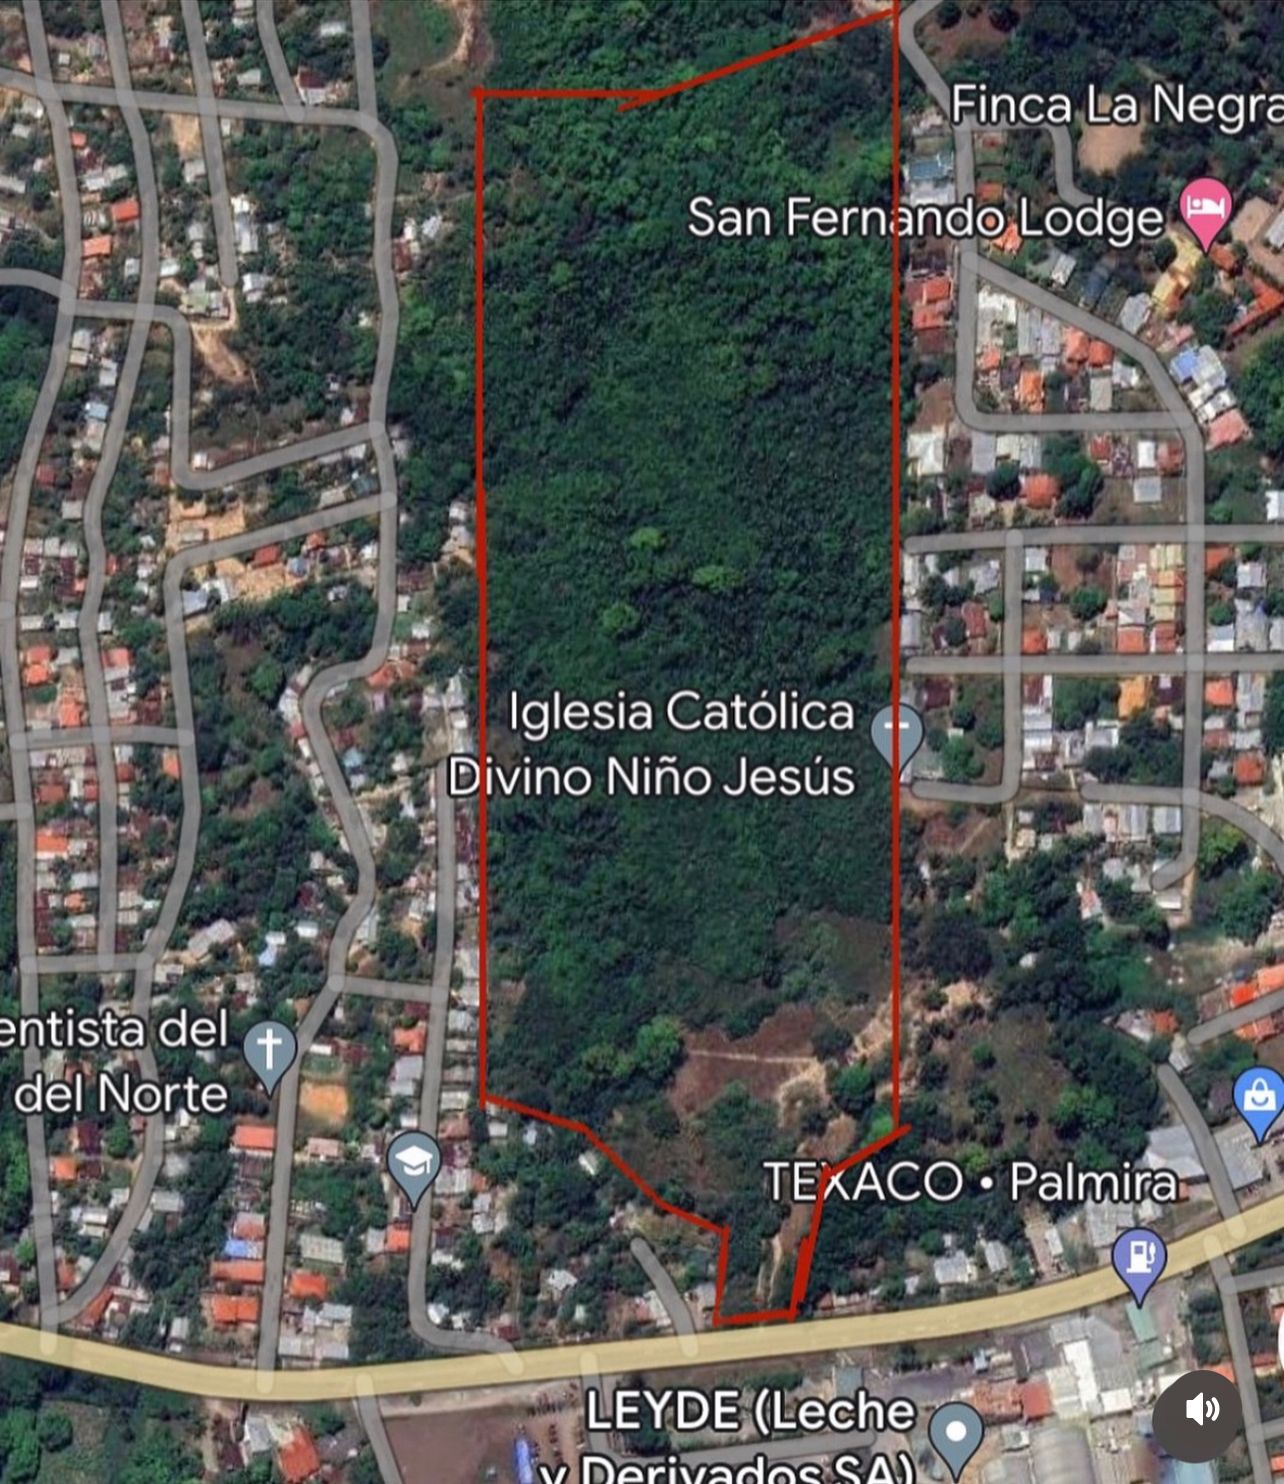 Finca La Negra
San Fernando Lodge
Iglesia Católica
Divino Niño Jesús
entista del
del Norte
TEXACO • Palmira
LEYDE (Leche
y Derivados SA)